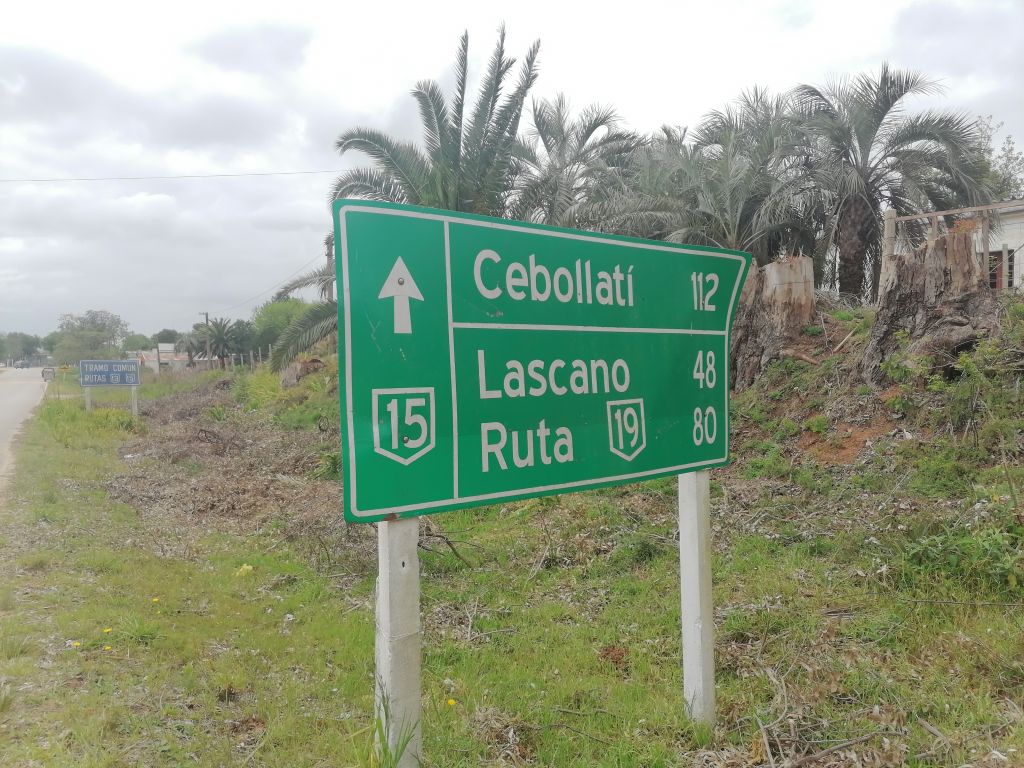 Cebollatí 112
15
Lascano 48
Ruta 19 80
TRAMO COMUN
RUTAS